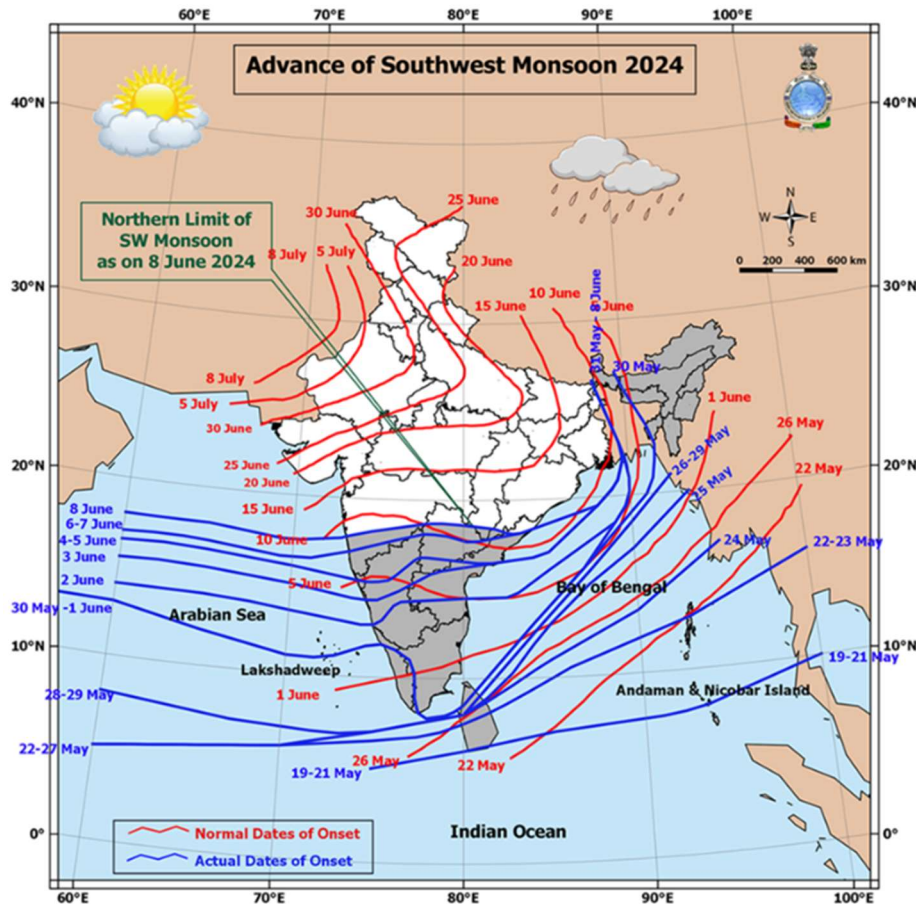 60°E
70°E
80°E
90°E
100°E
Advance of Southwest Monsoon 2024
40°N
40°N
N
W
E
S
0
200
400
600 km
25 June
30 June
Northern Limit of
SW Monsoon
as on 8 June 2024
8 July
5 July
20 June
30°N
30°N
10 June
15 June
June
31 May - 8 June
30 May
8 July
5 July
30 June
1 June
26 May
25 June
20 June
20°N
20°N
26-29 May
22 May
25 May
15 June
8 June
6-7 June
4-5 June
10 June
24 May
22-23 May
3 June
2 June
5 June
Bay of Bengal
30 May -1 June
Arabian Sea
10°N
10°N
19-21 May
Lakshadweep
1 June
Andaman & Nicobar Island
28-29 May
22-27 May
26 May
22 May
19-21 May
0°
0°
Indian Ocean
Normal Dates of Onset
Actual Dates of Onset
60°E
70°E
80°E
90°E
100°E